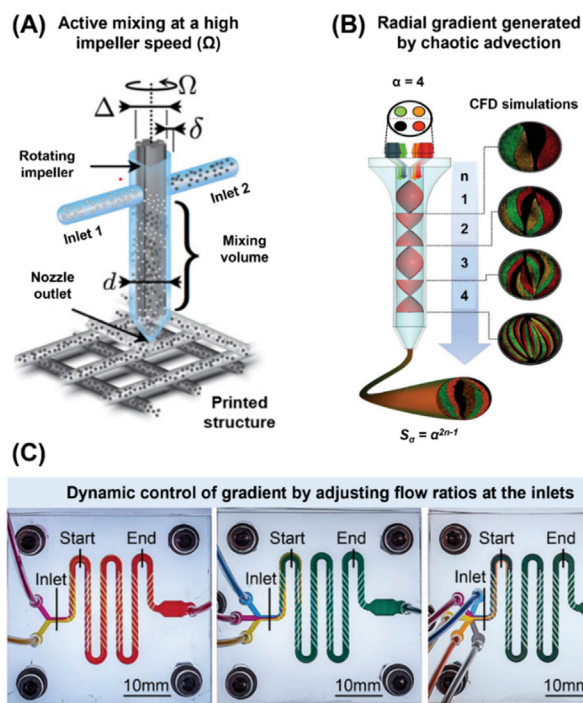 (A)
Active mixing at a high
impeller speed (Ω)
Ω
Δ
δ
Rotating
impeller
Inlet 2
Inlet 1
Mixing
volume
d
Nozzle
outlet
Printed
structure
(B)
Radial gradient generated
by chaotic advection
α = 4
CFD simulations
n
1
2
3
4
Sα = α2n-1
(C)
Dynamic control of gradient by adjusting flow ratios at the inlets
Start
End
Inlet
10mm
Start
End
Inlet
10mm
Start
End
Inlet
10mm